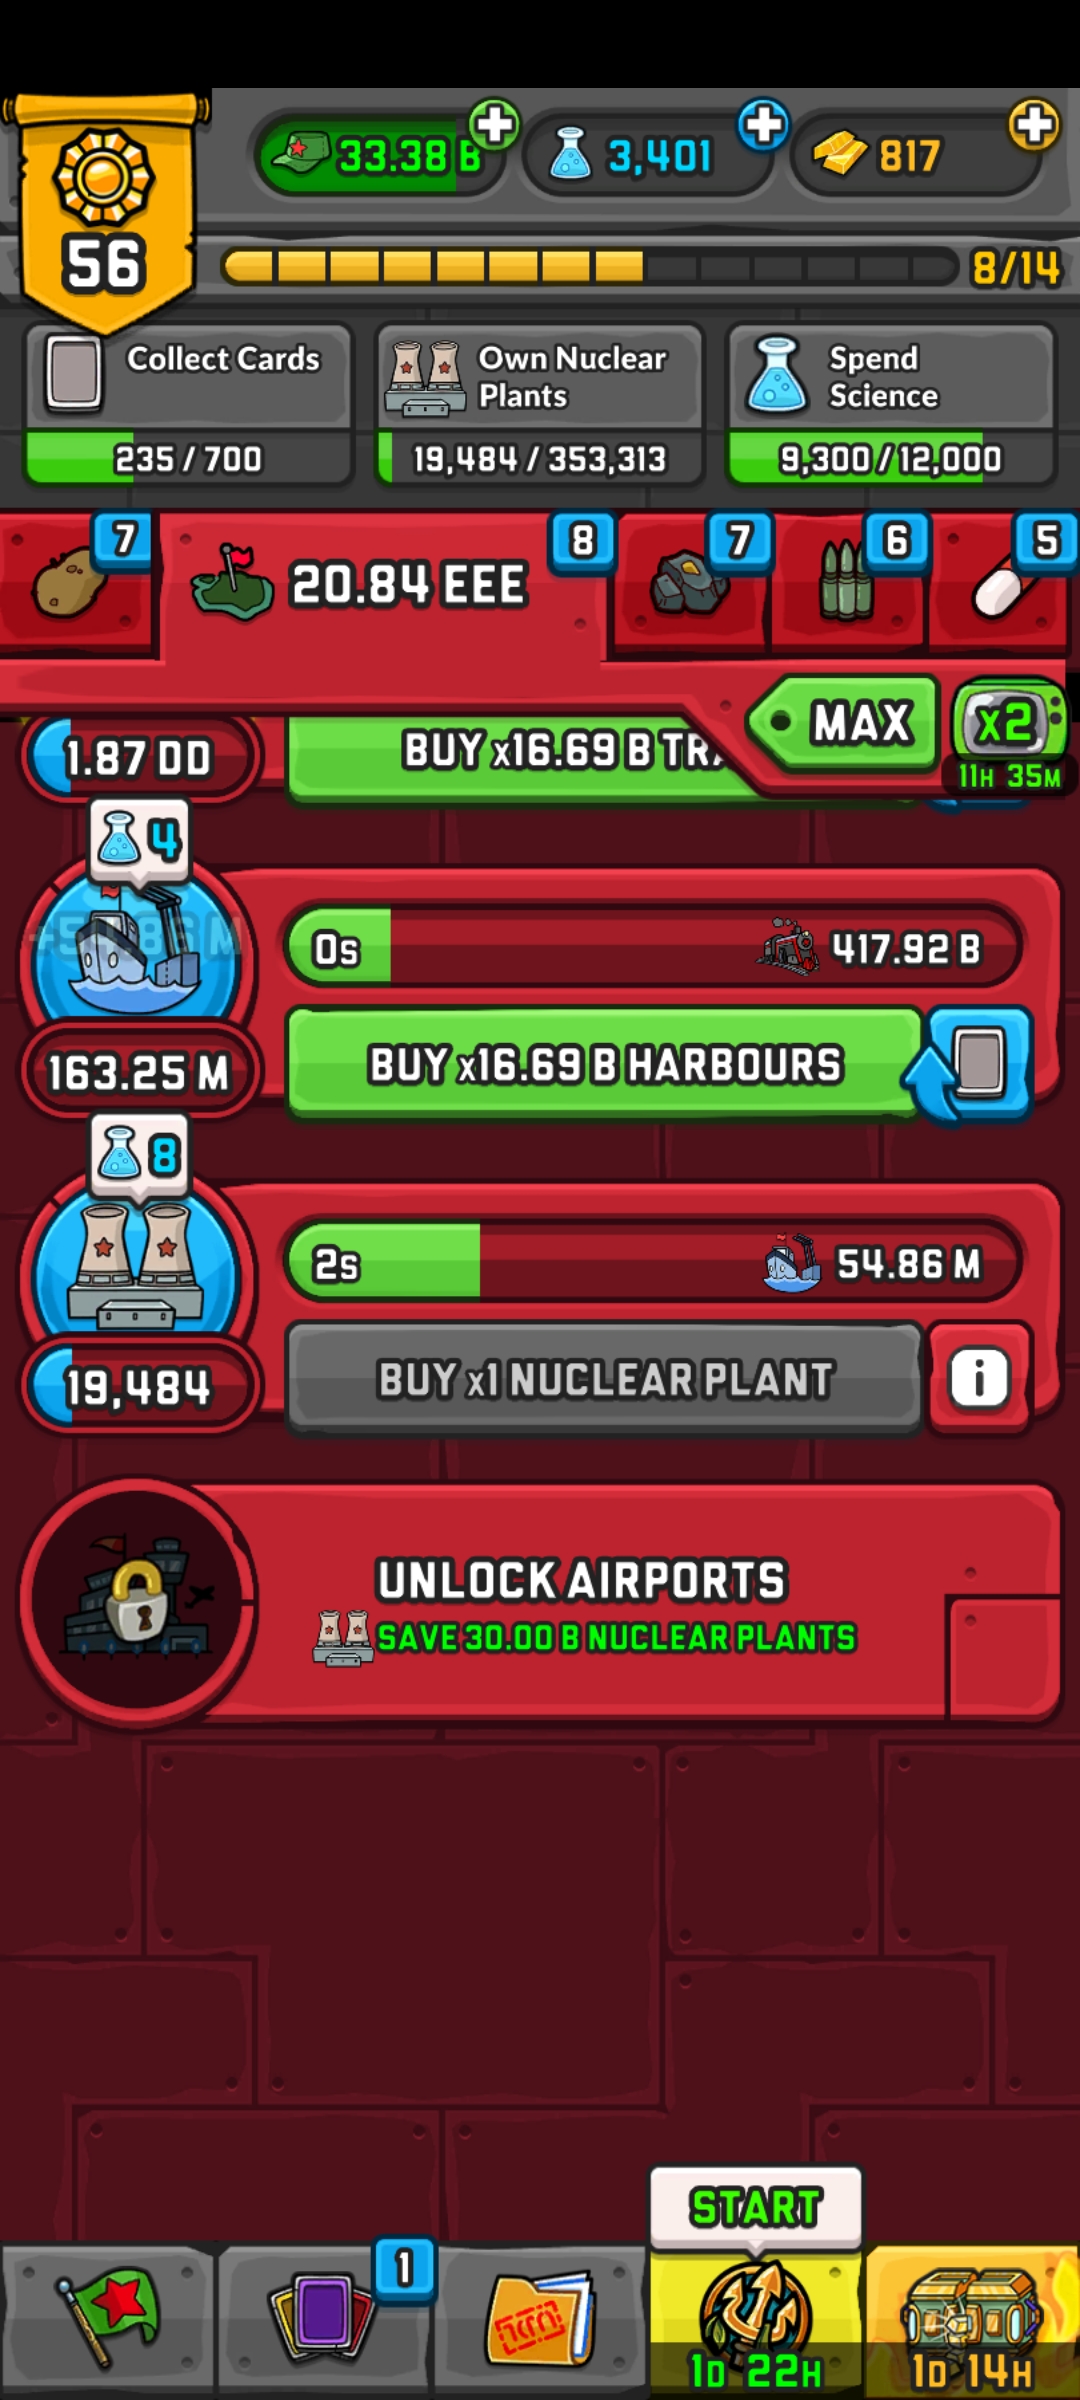 56
33.38 B
3,401
817
8/14
Collect Cards
235 / 700
Own Nuclear
Plants
19,484 / 353,313
Spend
Science
9,300 / 12,000
7
20.84 EEE
8
7
6
5
MAX
x2
11H 35M
1.87 DD
BUY x16.69 B
4
+54.86 M
0s
417.92 B
163.25 M
BUY x16.69 B HARBOURS
8
2s
54.86 M
19,484
BUY x1 NUCLEAR PLANT
i
UNLOCK AIRPORTS
SAVE 30.00 B NUCLEAR PLANTS
START
1
1D 22H
1D 14H